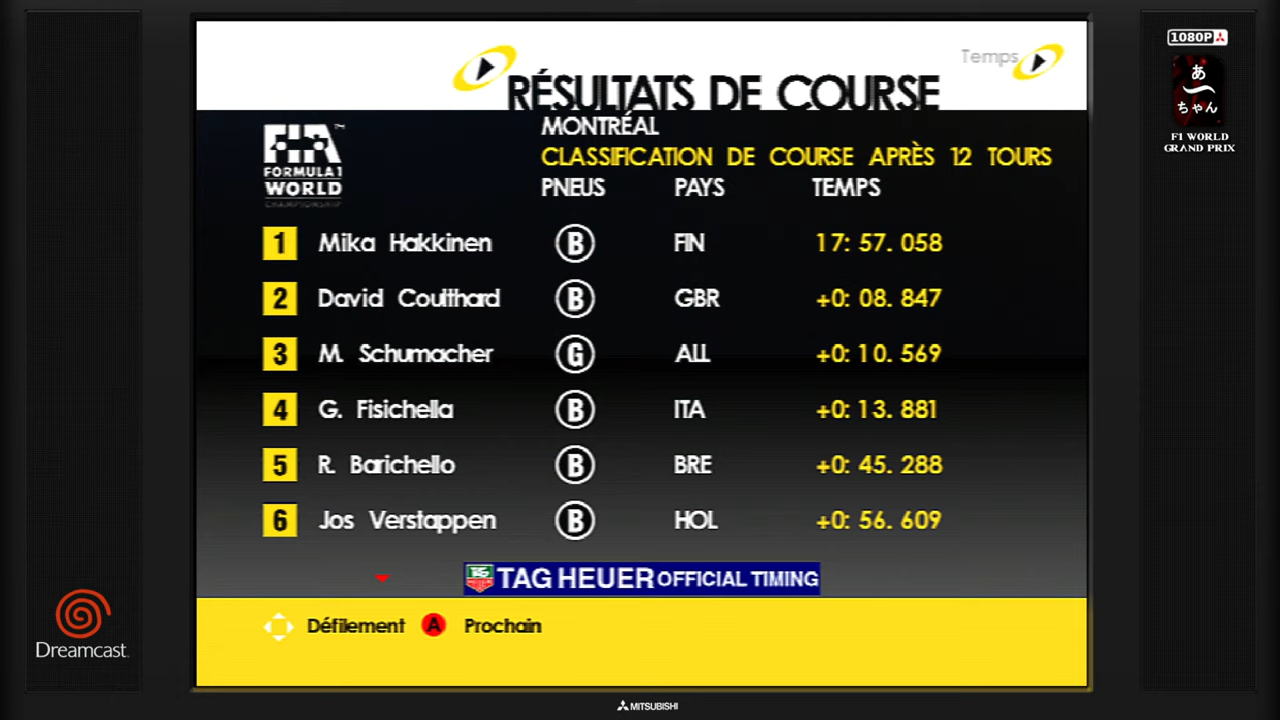 Temps
RÉSULTATS DE COURSE
MONTRÉAL
CLASSIFICATION DE COURSE APRÈS 12 TOURS
PNEUS PAYS TEMPS
1 Mika Hakkinen B FIN 17: 57. 058
2 David Coulthard B GBR +0: 08. 847
3 M. Schumacher G ALL +0: 10. 569
4 G. Fisichella B ITA +0: 13. 881
5 R. Barichello B BRE +0: 45. 288
6 Jos Verstappen B HOL +0: 56. 609
FIA™
FORMULA 1
WORLD
CHAMPIONSHIP
TAG HEUER OFFICIAL TIMING
Défilement A Prochain
Dreamcast
MITSUBISHI
1080P
あーちゃん
F1 WORLD
GRAND PRIX